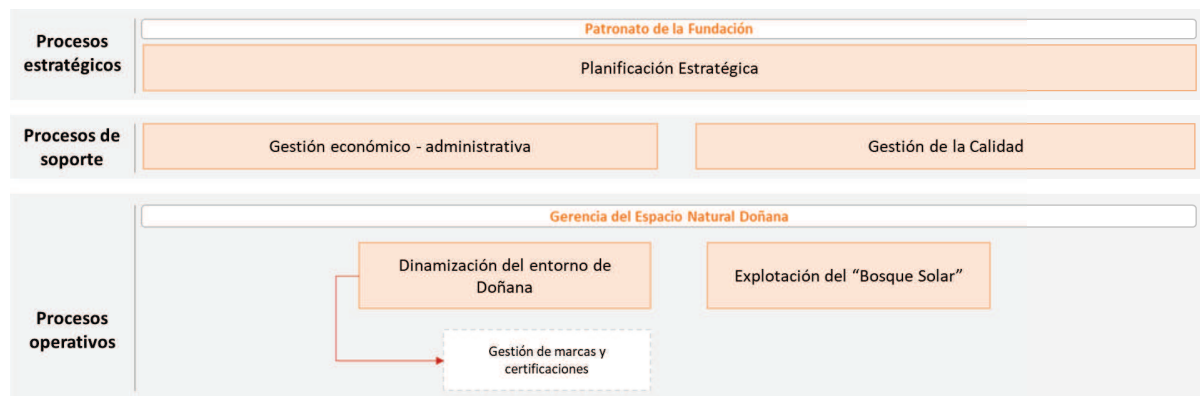 Procesos
estratégicos
Patronato de la Fundación
Planificación Estratégica
Procesos de
soporte
Gestión económico - administrativa
Gestión de la Calidad
Procesos
operativos
Gerencia del Espacio Natural Doñana
Dinamización del entorno de
Doñana
Explotación del “Bosque Solar”
Gestión de marcas y
certificaciones